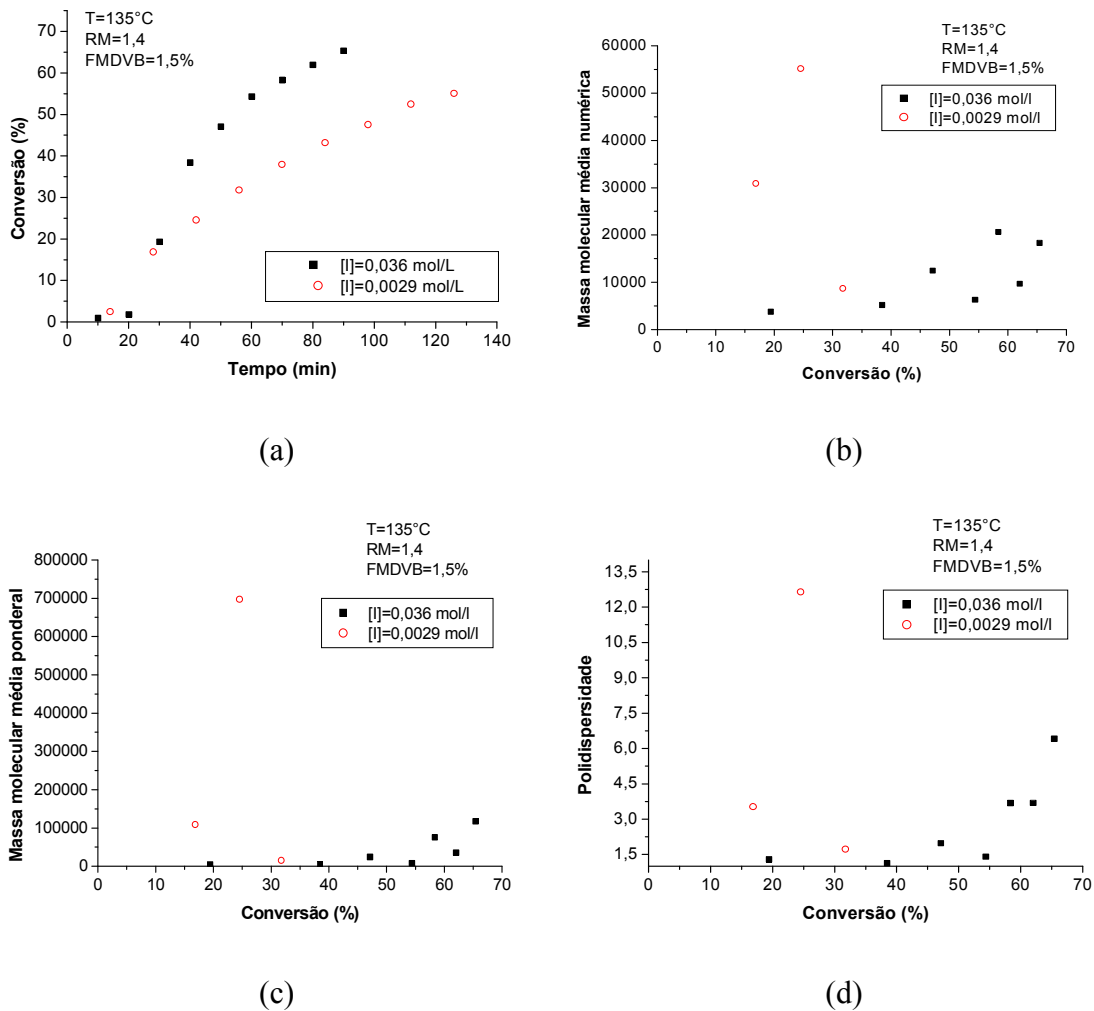 T=135°C
RM=1,4
FMDVB=1,5%
Conversão (%)
70
60
50
40
30
20
10
0
[I]=0,036 mol/L
[I]=0,0029 mol/L
0 20 40 60 80 100 120 140
Tempo (min)
(a)
T=135°C
RM=1,4
FMDVB=1,5%
[I]=0,036 mol/l
[I]=0,0029 mol/l
Massa molecular média numérica
60000
50000
40000
30000
20000
10000
0
0 10 20 30 40 50 60 70
Conversão (%)
(b)
T=135°C
RM=1,4
FMDVB=1,5%
[I]=0,036 mol/l
[I]=0,0029 mol/l
Massa molecular média ponderal
800000
700000
600000
500000
400000
300000
200000
100000
0
0 10 20 30 40 50 60 70
Conversão (%)
(c)
T=135°C
RM=1,4
FMDVB=1,5%
[I]=0,036 mol/l
[I]=0,0029 mol/l
Polidispersidade
13,5
12,0
10,5
9,0
7,5
6,0
4,5
3,0
1,5
0 10 20 30 40 50 60 70
Conversão (%)
(d)